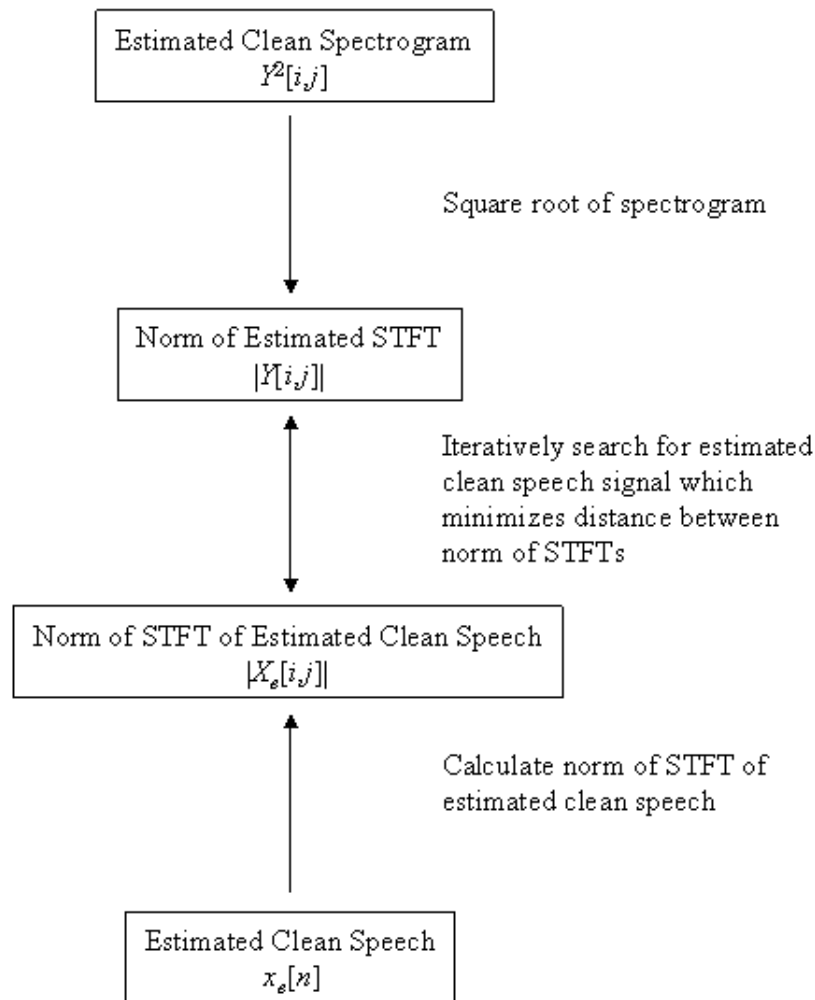 Estimated Clean Spectrogram
Y²[i,j]
Square root of spectrogram
Norm of Estimated STFT
|Y[i,j]|
Iteratively search for estimated
clean speech signal which
minimizes distance between
norm of STFTs
Norm of STFT of Estimated Clean Speech
|Xₑ[i,j]|
Calculate norm of STFT of
estimated clean speech
Estimated Clean Speech
xₑ[n]